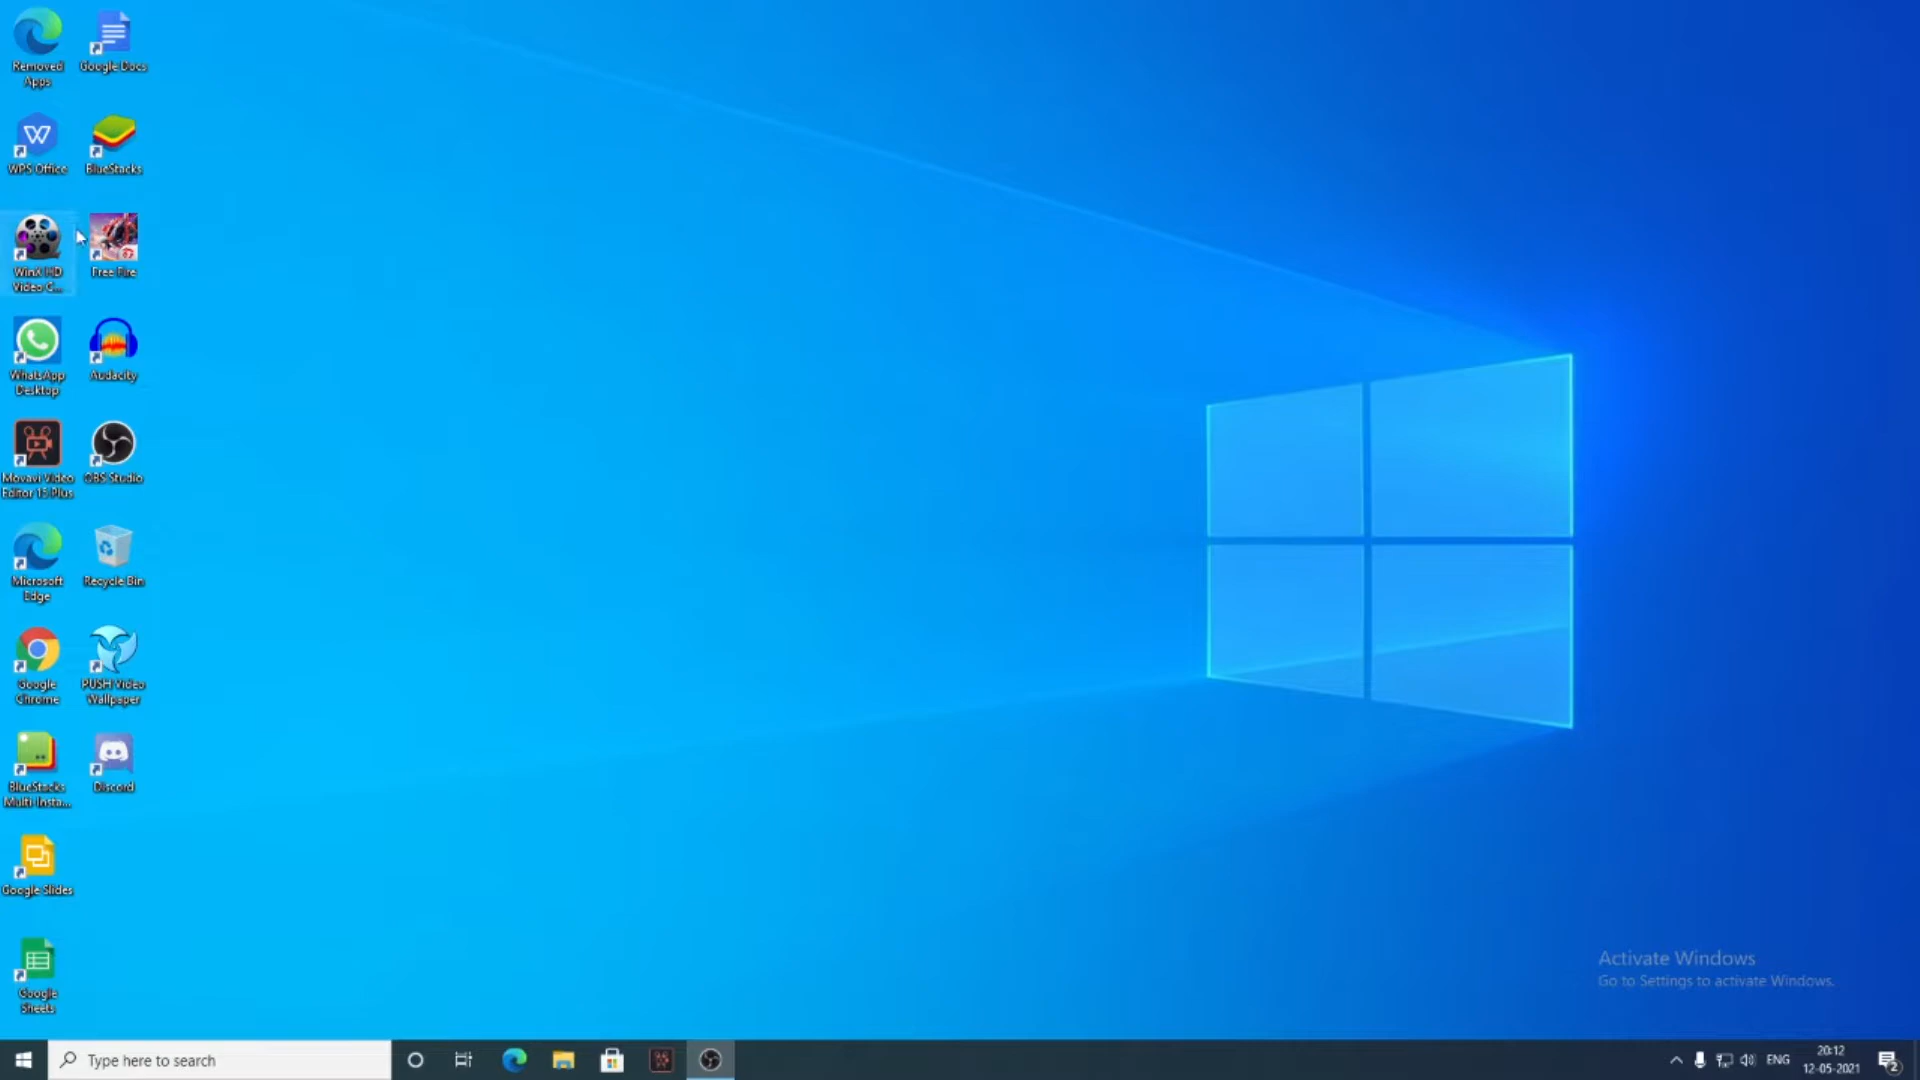 Removed
Apps
Google Docs
WPS Office
BlueStacks
WinX HD
Video C...
Free Fire
WhatsApp
Desktop
Audacity
Movavi Video
Editor 15 Plus
OBS Studio
Microsoft
Edge
Recycle Bin
Google
Chrome
PUSH Video
Wallpaper
BlueStacks
Multi-Insta...
Discord
Google Slides
Google
Sheets
Activate Windows
Go to Settings to activate Windows.
Type here to search
ENG
20:12
12-05-2021
2